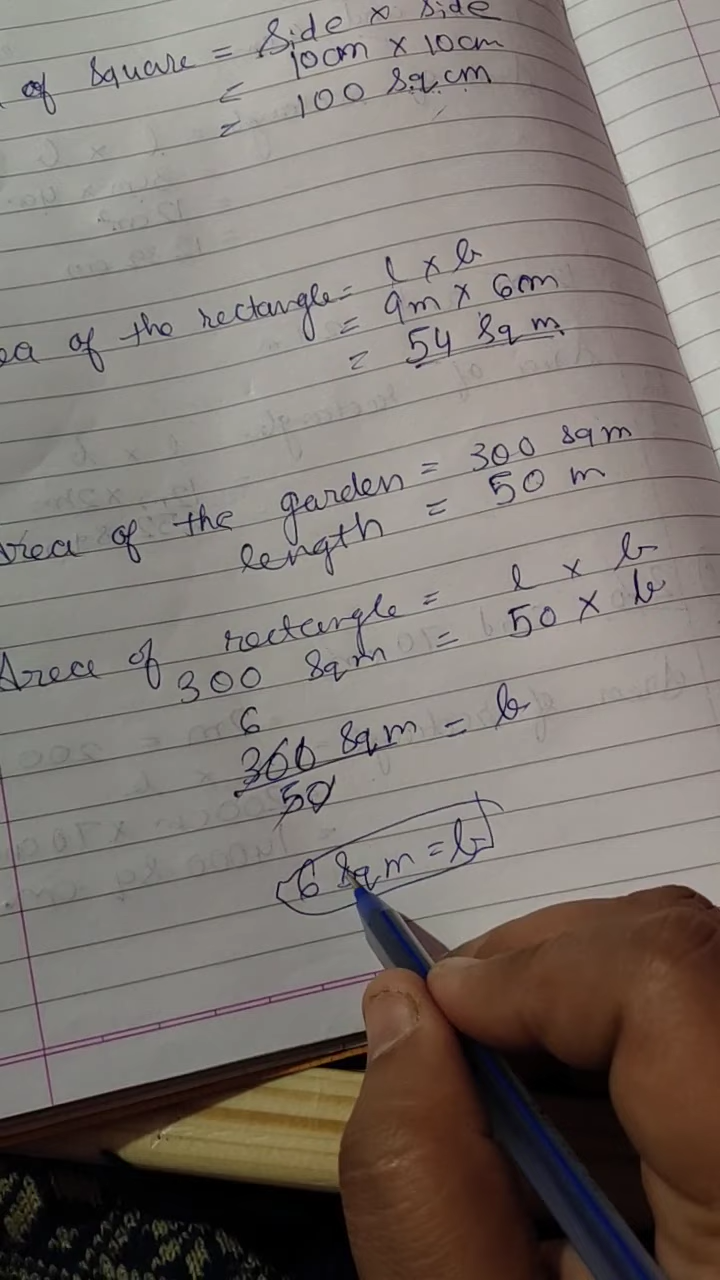 of square = Side x Side
= 10cm x 10cm
= 100 Sq.cm
ea of the rectangle = l x b
= 9m x 6m
= 54 Sq m
Area of the garden = 300 sqm
length = 50 m
Area of rectangle = l x b
300 sqm = 50 x b
6
300 Sqm = b
50
6 Sqm = b